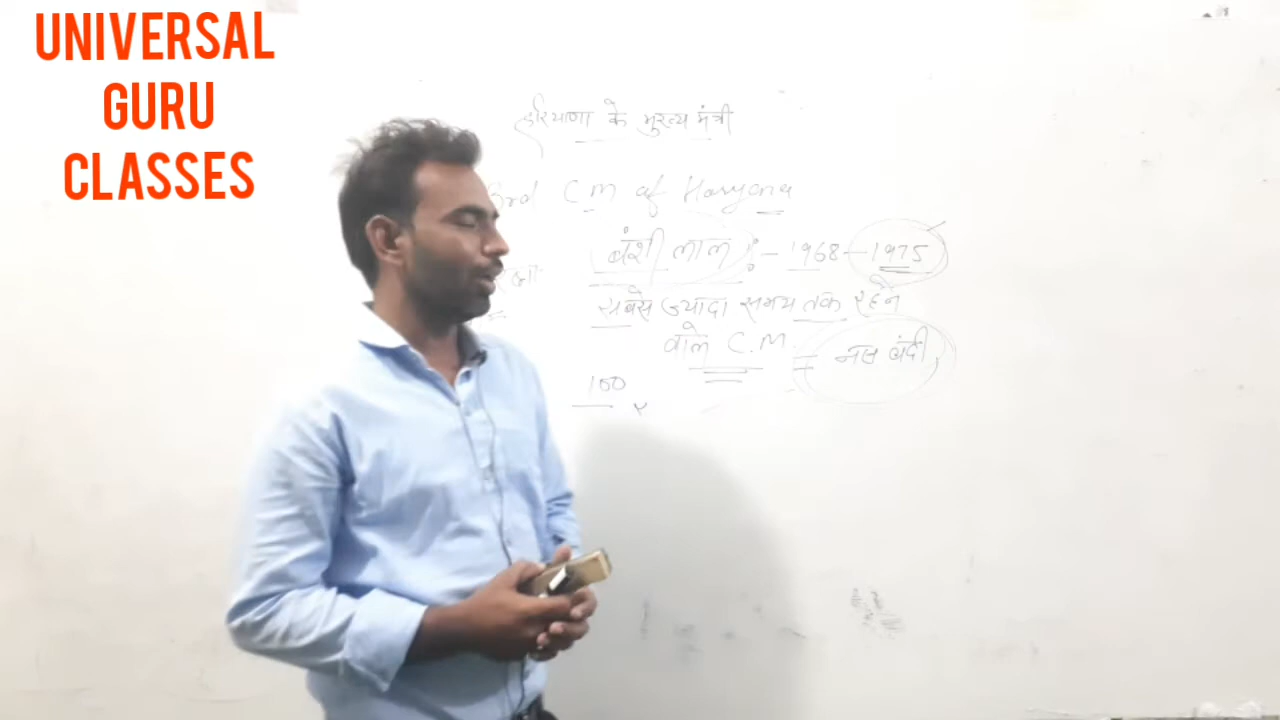 UNIVERSAL
GURU
CLASSES
हरियाणा के मुख्य मंत्री
3rd C M of Haryana
बंशी लाल :- 1968-1975
सबसे ज्यादा समय तक रहने
वाले C.M.
= नस बंदी
100